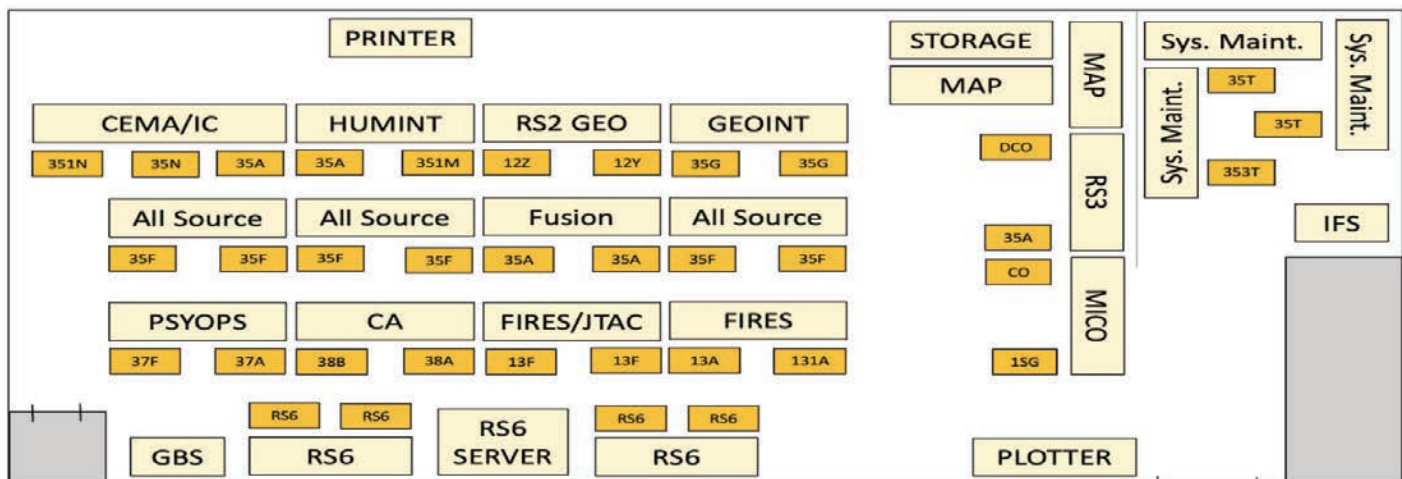 PRINTER
STORAGE
MAP
MAP
Sys. Maint.
Sys. Maint.
Sys. Maint.
35T
35T
353T
CEMA/IC HUMINT RS2 GEO GEOINT
351N 35N 35A 35A 351M 12Z 12Y 35G 35G
DCO
RS3
35A
All Source All Source Fusion All Source
35F 35F 35F 35F 35A 35A 35F 35F
IFS
CO
MICO
1SG
PSYOPS CA FIRES/JTAC FIRES
37F 37A 38B 38A 13F 13F 13A 131A
RS6 RS6 RS6 RS6
GBS RS6
RS6
SERVER
RS6
PLOTTER